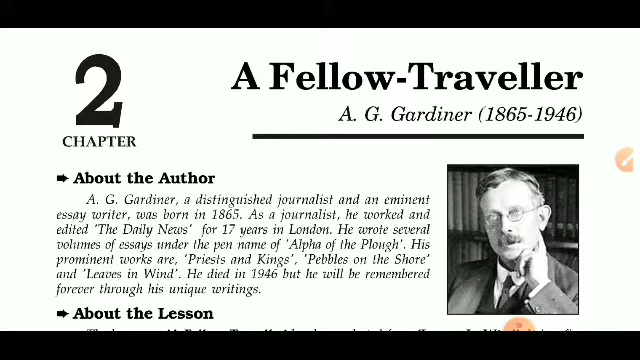 2
CHAPTER
A Fellow-Traveller
A. G. Gardiner (1865-1946)
➡ About the Author
A. G. Gardiner, a distinguished journalist and an eminent
essay writer, was born in 1865. As a journalist, he worked and
edited 'The Daily News' for 17 years in London. He wrote several
volumes of essays under the pen name of 'Alpha of the Plough'. His
prominent works are, 'Priests and Kings', 'Pebbles on the Shore'
and 'Leaves in Wind'. He died in 1946 but he will be remembered
forever through his unique writings.
➡ About the Lesson